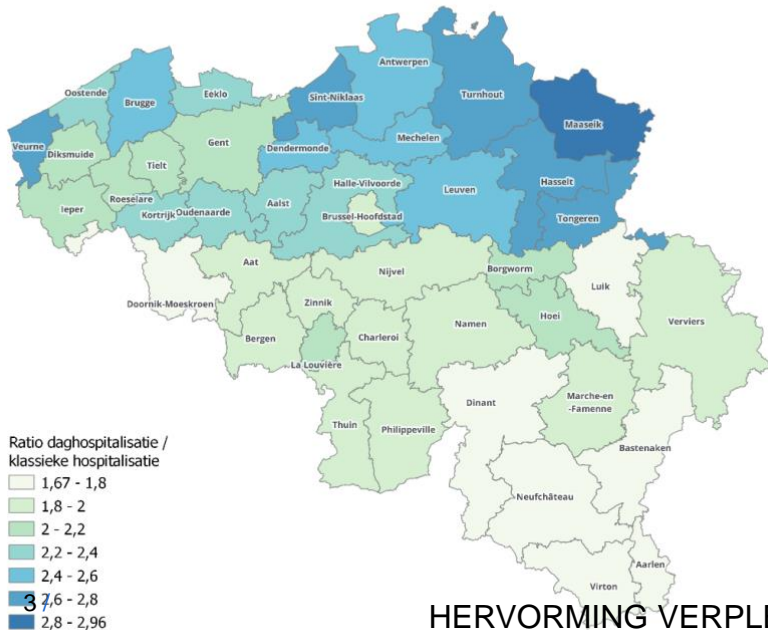 Oostende
Brugge
Eeklo
Sint-Niklaas
Antwerpen
Turnhout
Maaseik
Veurne
Diksmuide
Tielt
Gent
Dendermonde
Mechelen
Hasselt
Ieper
Roeselare
Kortrijk
Oudenaarde
Aalst
Halle-Vilvoorde
Brussel-Hoofdstad
Leuven
Tongeren
Doornik-Moeskroen
Aat
Nijvel
Borgworm
Luik
Verviers
Bergen
Zinnik
La Louvière
Charleroi
Namen
Hoei
Thuin
Philippeville
Dinant
Marche-en
-Famenne
Bastenaken
Neufchâteau
Virton
Aarlen
Ratio daghospitalisatie /
klassieke hospitalisatie
1,67 - 1,8
1,8 - 2
2 - 2,2
2,2 - 2,4
2,4 - 2,6
2,6 - 2,8
2,8 - 2,96
3 /
HERVORMING VERPL